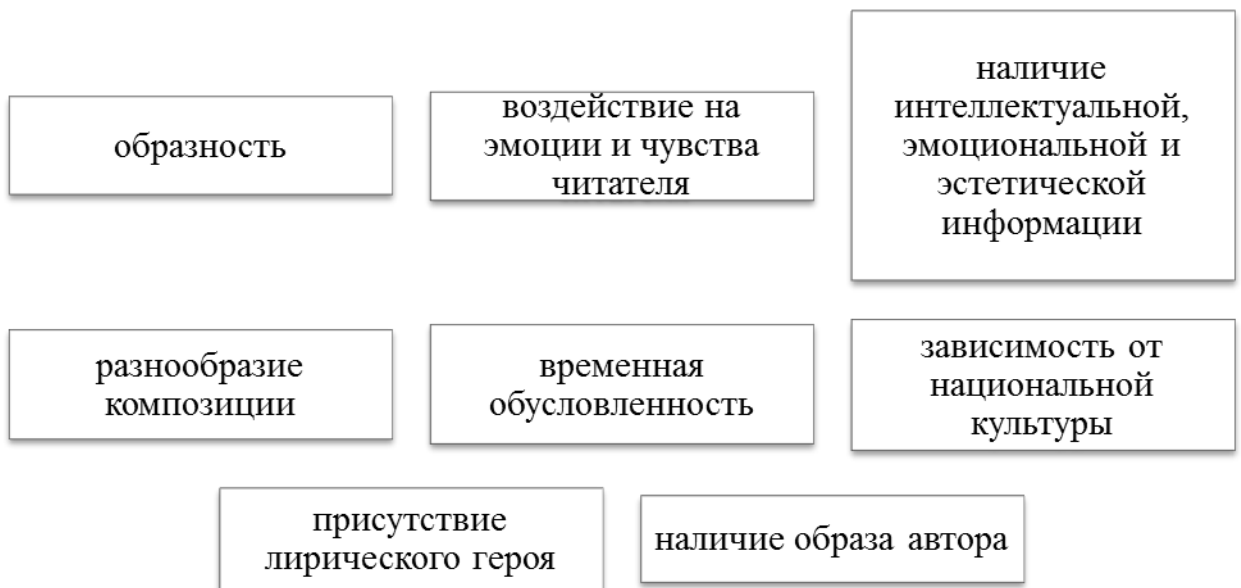 образность
воздействие на
эмоции и чувства
читателя
наличие
интеллектуальной,
эмоциональной и
эстетической
информации
разнообразие
композиции
временная
обусловленность
зависимость от
национальной
культуры
присутствие
лирического героя
наличие образа автора